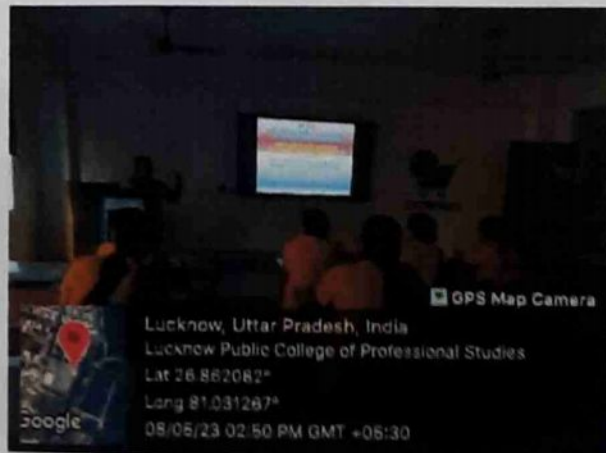 GPS Map Camera
Lucknow, Uttar Pradesh, India
Lucknow Public College of Professional Studies
Lat 26.862082°
Long 81.031267°
08/06/23 02:50 PM GMT +05:30
Google